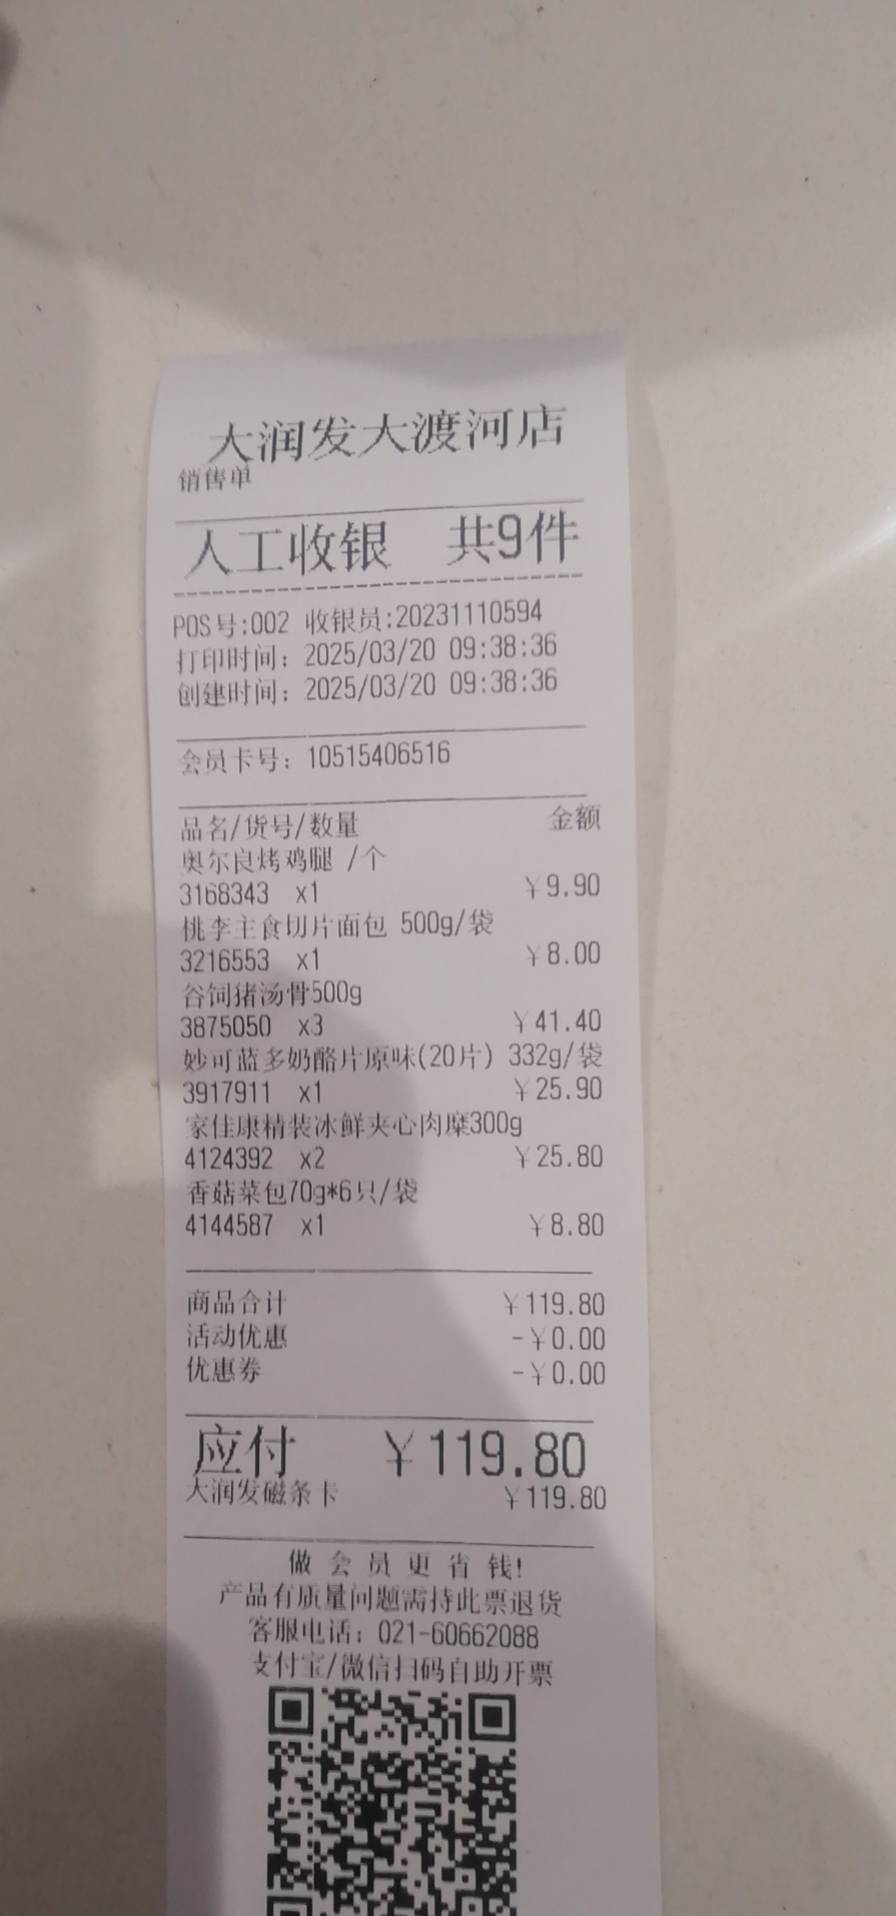 大润发大渡河店
销售单
人工收银 共9件
POS号:002 收银员:20231110594
打印时间: 2025/03/20 09:38:36
创建时间: 2025/03/20 09:38:36
会员卡号: 10515406516
品名/货号/数量 金额
奥尔良烤鸡腿 /个
3168343 x1 ￥9.90
桃李主食切片面包 500g/袋
3216553 x1 ￥8.00
谷饲猪汤骨500g
3875050 x3 ￥41.40
妙可蓝多奶酪片原味(20片) 332g/袋
3917911 x1 ￥25.90
家佳康精装冰鲜夹心肉糜300g
4124392 x2 ￥25.80
香菇菜包70g*6只/袋
4144587 x1 ￥8.80
商品合计 ￥119.80
活动优惠 -￥0.00
优惠券 -￥0.00
应付 ￥119.80
大润发磁条卡 ￥119.80
做会员更省钱!
产品有质量问题需持此票退货
客服电话: 021-60662088
支付宝/微信扫码自助开票